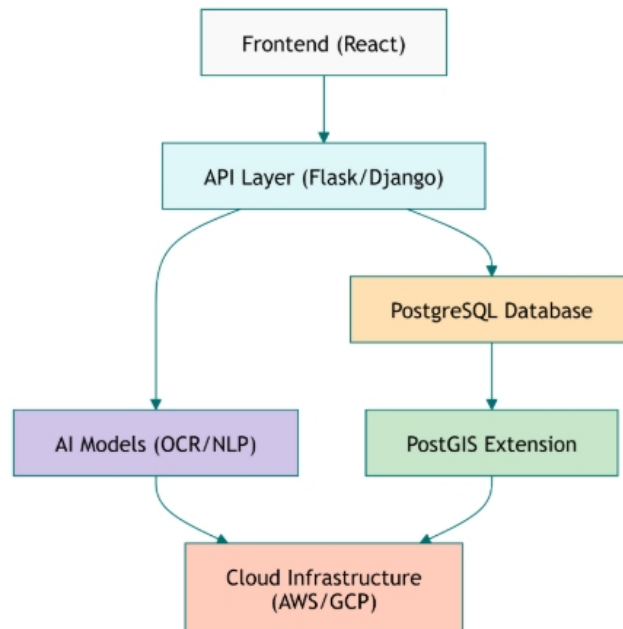 Frontend (React)
API Layer (Flask/Django)
PostgreSQL Database
AI Models (OCR/NLP)
PostGIS Extension
Cloud Infrastructure
(AWS/GCP)